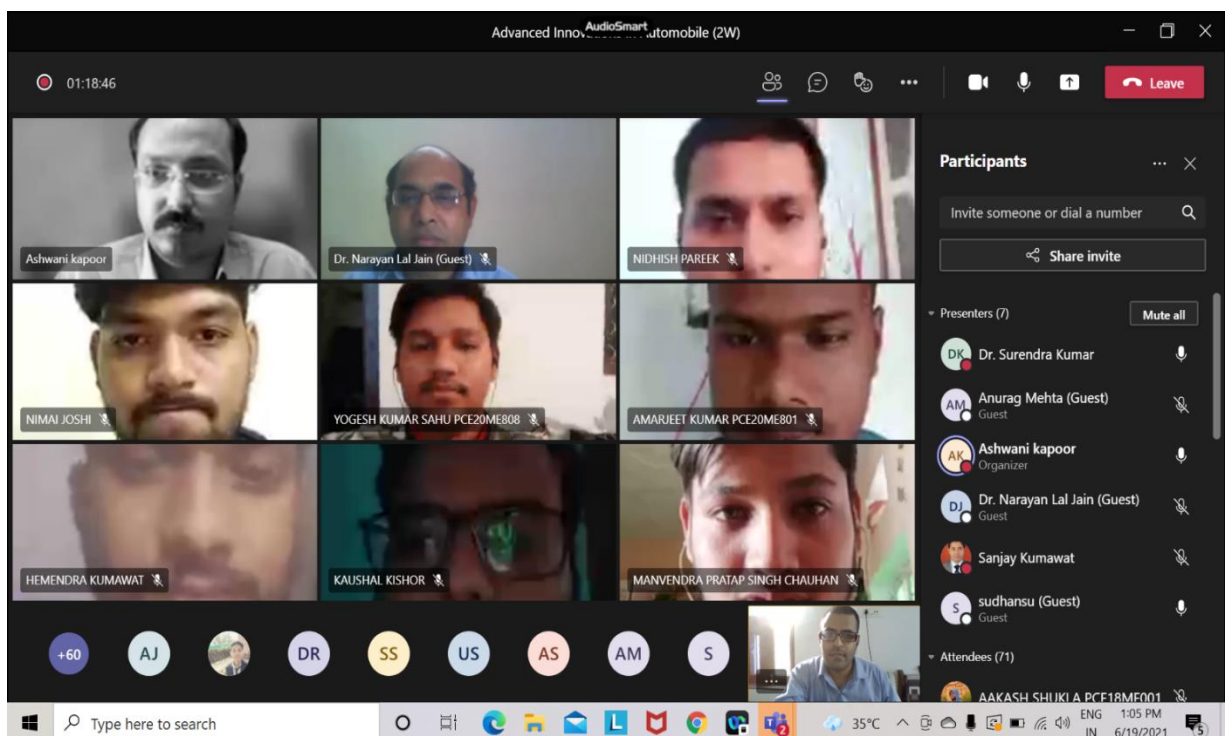 Advanced Inno
AudioSmart
utomobile (2W)
01:18:46
Leave
Ashwani kapoor
Dr. Narayan Lal Jain (Guest)
NIDHISH PAREEK
NIMAI JOSHI
YOGESH KUMAR SAHU PCE20ME808
AMARJEET KUMAR PCE20ME801
HEMENDRA KUMAWAT
KAUSHAL KISHOR
MANVENDRA PRATAP SINGH CHAUHAN
+60
AJ
DR
SS
US
AS
AM
S
Participants
Invite someone or dial a number
Share invite
Presenters (7)
Mute all
DK
Dr. Surendra Kumar
AM
Anurag Mehta (Guest)
Guest
AK
Ashwani kapoor
Organizer
DJ
Dr. Narayan Lal Jain (Guest)
Guest
Sanjay Kumawat
S
sudhansu (Guest)
Guest
Attendees (71)
AAKASH SHUKLA PCE18ME001
Type here to search
35°C
ENG
IN
1:05 PM
6/19/2021